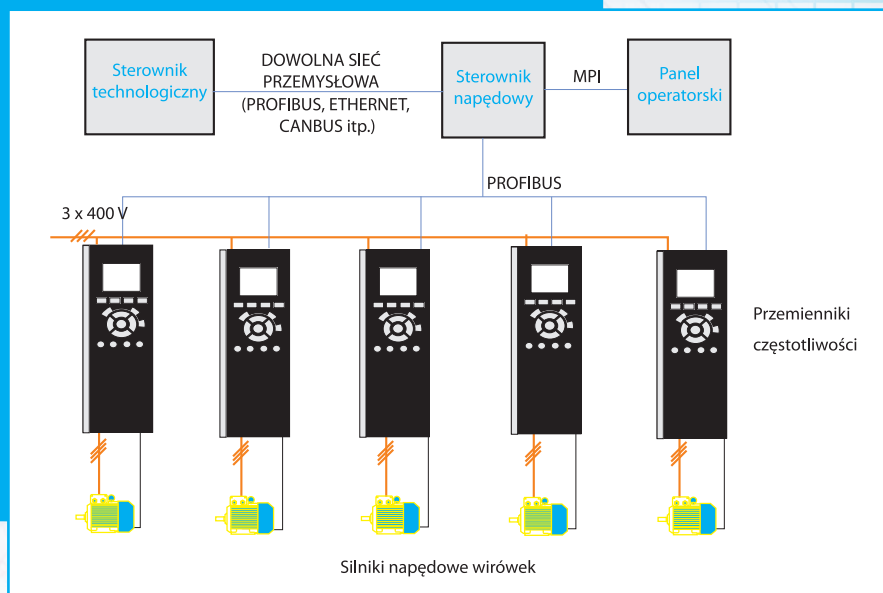 Sterownik
technologiczny
DOWOLNA SIEĆ
PRZEMYSŁOWA
(PROFIBUS, ETHERNET,
CANBUS itp.)
Sterownik
napędowy
MPI
Panel
operatorski
PROFIBUS
3 x 400 V
Przemienniki
częstotliwości
Silniki napędowe wirówek